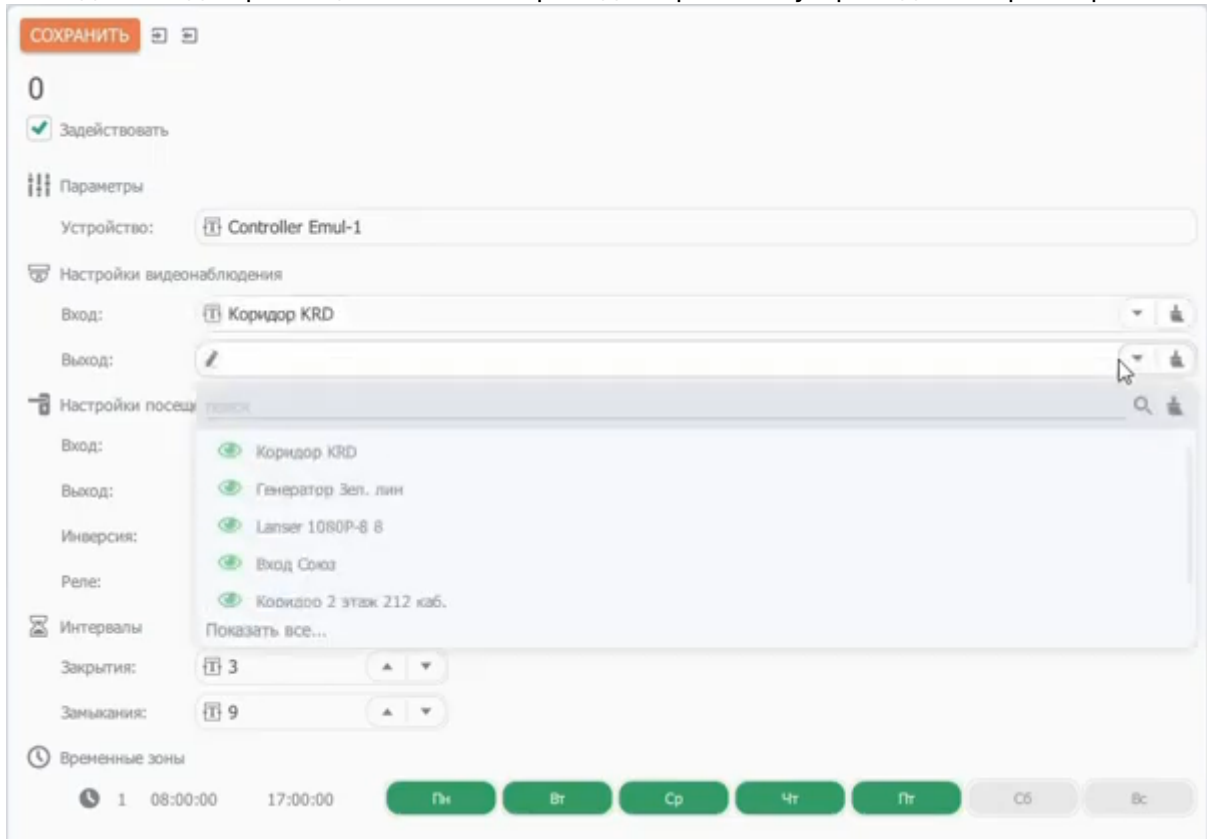 СОХРАНИТЬ
0
Задействовать
Параметры
Устройство: Controller Emul-1
Настройки видеонаблюдения
Вход: Коридор KRD
Выход:
Настройки посещ поиск
Вход: Коридор KRD
Выход: Генератор Зел. лин
Lanser 1080P-8 8
Инверсия:
Вход Союз
Реле:
Коридор 2 этаж 212 каб.
Интервалы Показать все...
Закрытия: 3
Замыкания: 9
Временные зоны
1 08:00:00 17:00:00 Пн Вт Ср Чт Пт Сб Вс